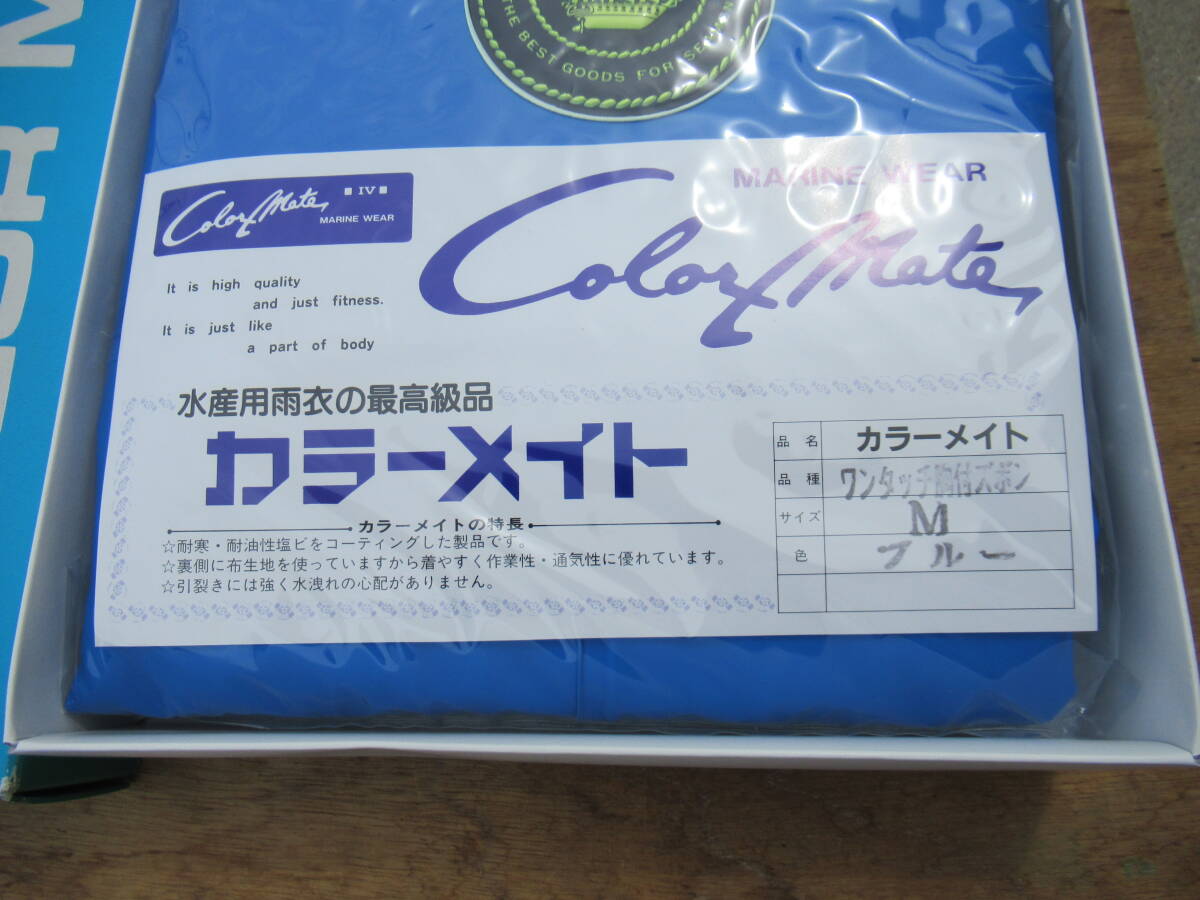 THE BEST GOODS FOR
Color Mate
IV
MARINE WEAR
MARINE WEAR
Color Mate
It is high quality
and just fitness.
It is just like
a part of body
水産用雨衣の最高級品
カラーメイト
カラーメイトの特長
☆耐寒・耐油性塩ビをコーティングした製品です。
☆裏側に布生地を使っていますから着やすく作業性・通気性に優れています。
☆引裂きには強く水洩れの心配がありません。
品名 カラーメイト
品種 ワンタッチ胸付ズボン
サイズ M
色 ブルー